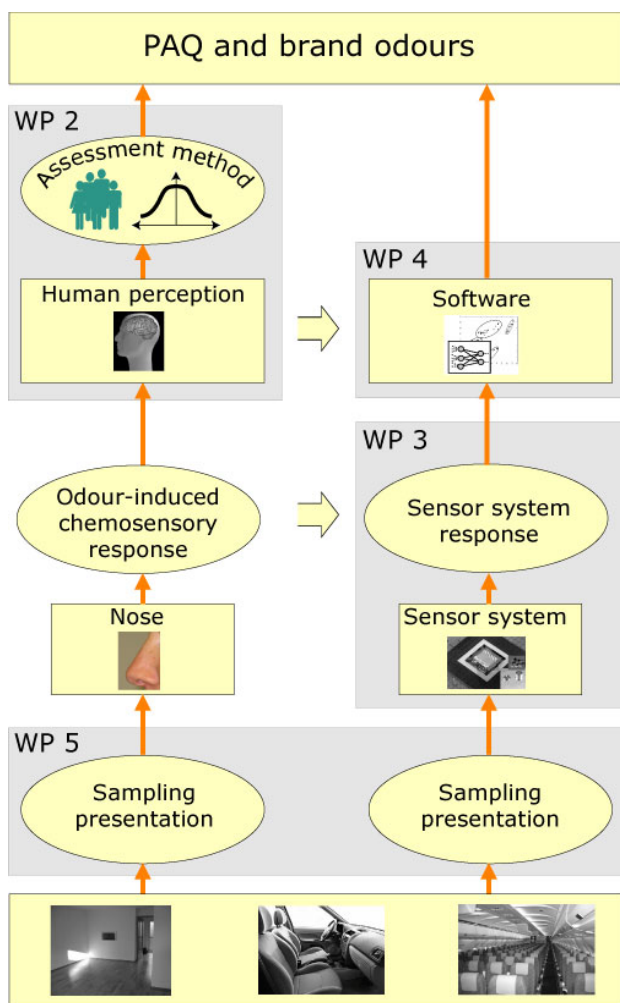 PAQ and brand odours
WP 2
Assessment method
Human perception
WP 4
Software
WP 3
Odour-induced
chemosensory
response
Sensor system
response
Nose
Sensor system
WP 5
Sampling
presentation
Sampling
presentation